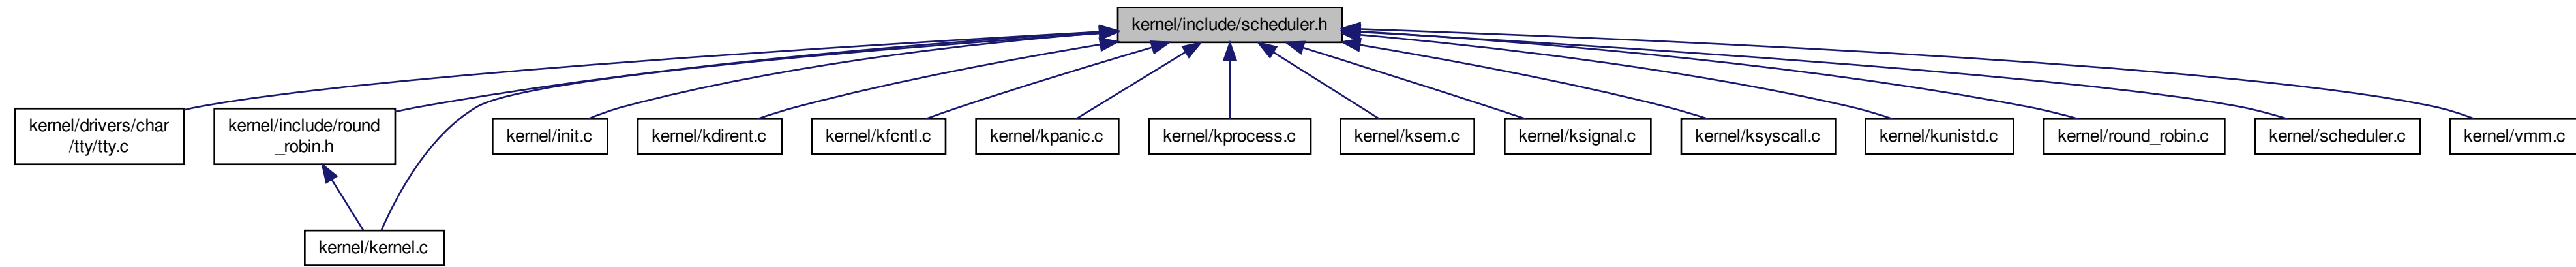 kernel/include/scheduler.h
kernel/drivers/char
/tty/tty.c
kernel/include/round
_robin.h
kernel/init.c
kernel/kdirent.c
kernel/kfcntl.c
kernel/kpanic.c
kernel/kprocess.c
kernel/ksem.c
kernel/ksignal.c
kernel/ksyscall.c
kernel/kunistd.c
kernel/round_robin.c
kernel/scheduler.c
kernel/vmm.c
kernel/kernel.c